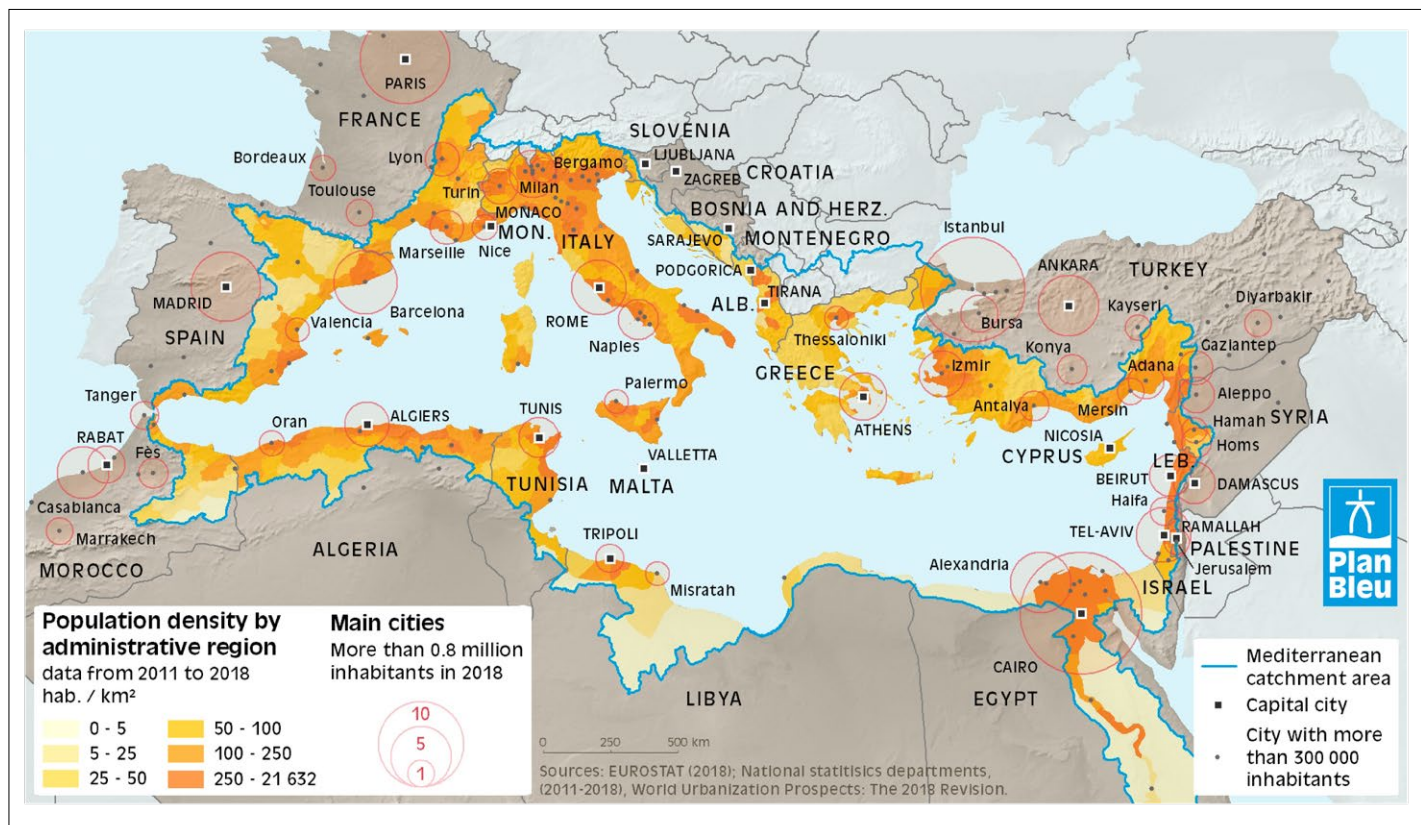 PARIS
FRANCE
Bordeaux
Lyon
Toulouse
Turin
Milan
Bergamo
SLOVENIA
LJUBLJANA
ZAGREB
CROATIA
BOSNIA AND HERZ.
SARAJEVO
MONTENEGRO
MONACO
MON.
ITALY
Marseille
Nice
PODGORICA
TIRANA
ALB.
Istanbul
ANKARA
TURKEY
Kayseri
Diyarbakir
MADRID
SPAIN
Valencia
Barcelona
ROME
Naples
Thessaloniki
Bursa
Konya
Gaziantep
GREECE
Izmir
Adana
Antalya
Mersin
Aleppo
SYRIA
Hamah
Homs
Tanger
Palermo
ATHENS
NICOSIA
CYPRUS
LEB.
BEIRUT
DAMASCUS
Haifa
RABAT
Fès
Oran
ALGIERS
TUNIS
TUNISIA
VALLETTA
MALTA
Casablanca
Marrakech
MOROCCO
ALGERIA
TRIPOLI
Misratah
TEL-AVIV
RAMALLAH
PALESTINE
Jerusalem
ISRAEL
Alexandria
CAIRO
LIBYA
EGYPT
Plan
Bleu
Population density by
administrative region
data from 2011 to 2018
hab. / km²
0 - 5
5 - 25
25 - 50
50 - 100
100 - 250
250 - 21 632
Main cities
More than 0.8 million
inhabitants in 2018
10
5
1
0 250 500 km
Sources: EUROSTAT (2018); National statitisics departments,
(2011-2018), World Urbanization Prospects: The 2018 Revision.
Mediterranean
catchment area
Capital city
City with more
than 300 000
inhabitants